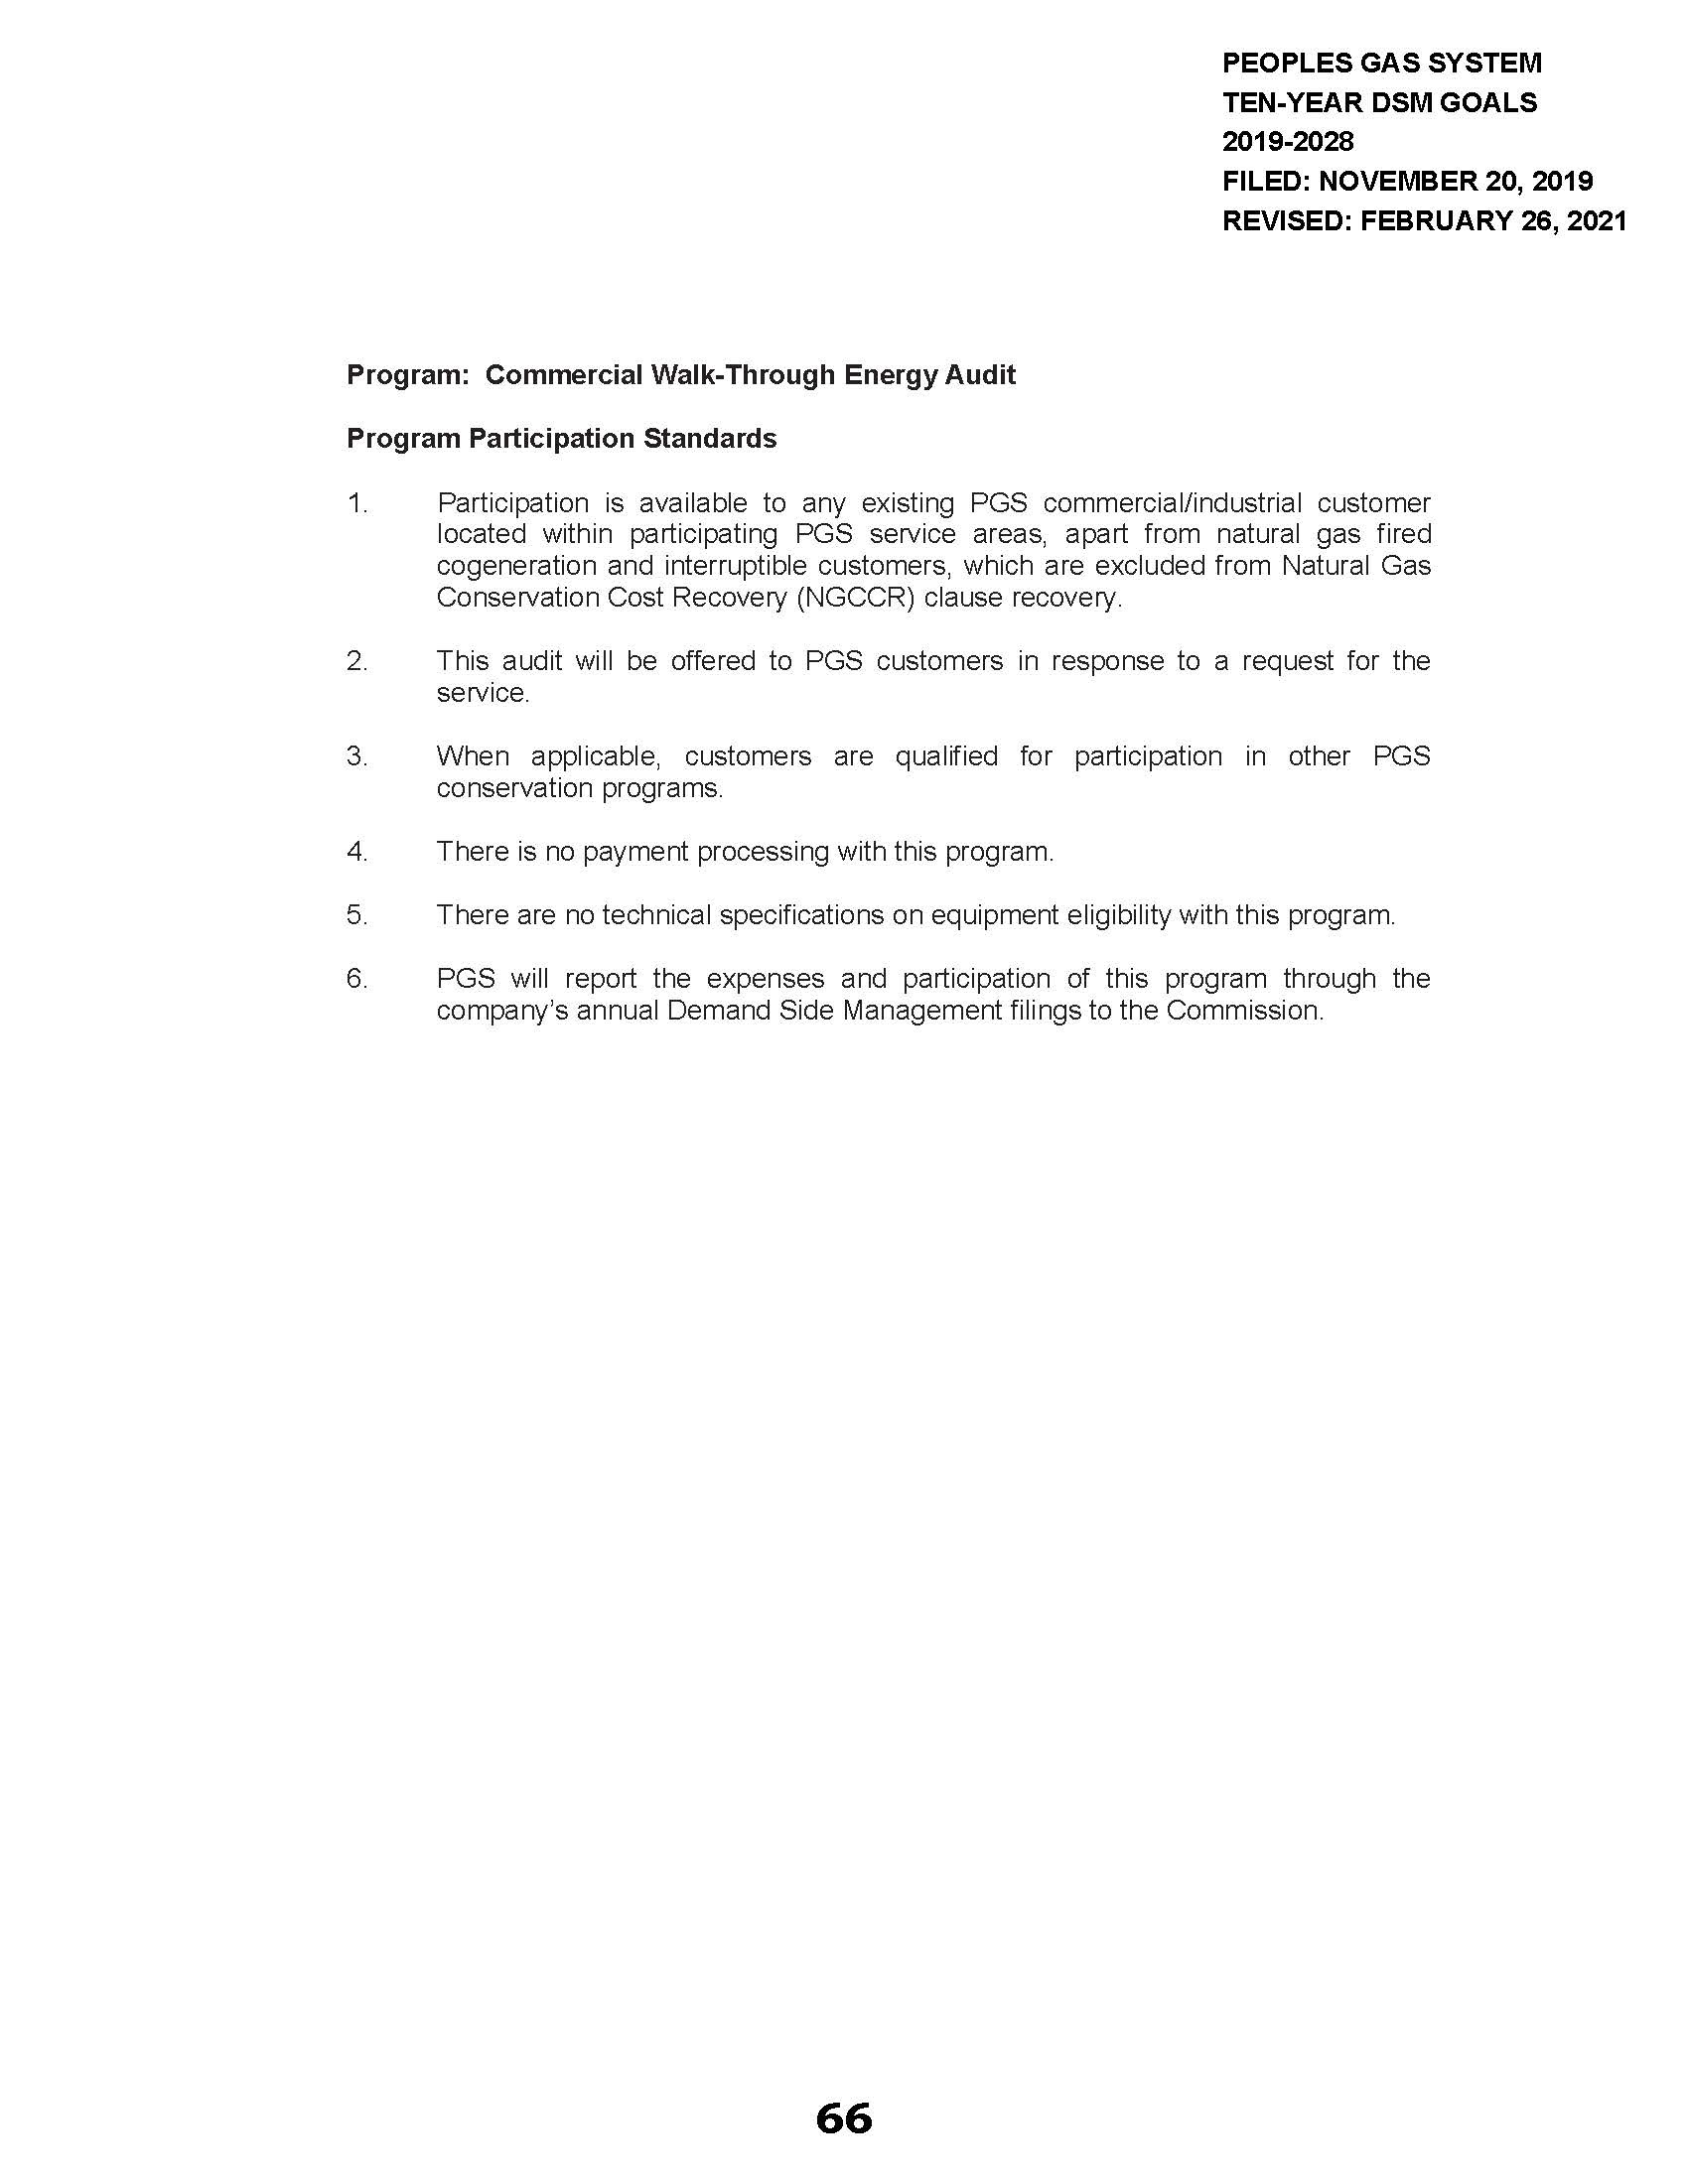 PEOPLES GAS SYSTEM
TEN-YEAR DSM GOALS
2019-2028
FILED: NOVEMBER 20, 2019
REVISED: FEBRUARY 26, 2021
Program:  Commercial Walk-Through Energy Audit
Program Participation Standards
1. Participation is available to any existing PGS commercial/industrial customer
located within participating PGS service areas, apart from natural gas fired
cogeneration and interruptible customers, which are excluded from Natural Gas
Conservation Cost Recovery (NGCCR) clause recovery.
2. This audit will be offered to PGS customers in response to a request for the
service.
3. When applicable, customers are qualified for participation in other PGS
conservation programs.
4. There is no payment processing with this program.
5. There are no technical specifications on equipment eligibility with this program.
6. PGS will report the expenses and participation of this program through the
company’s annual Demand Side Management filings to the Commission.
66